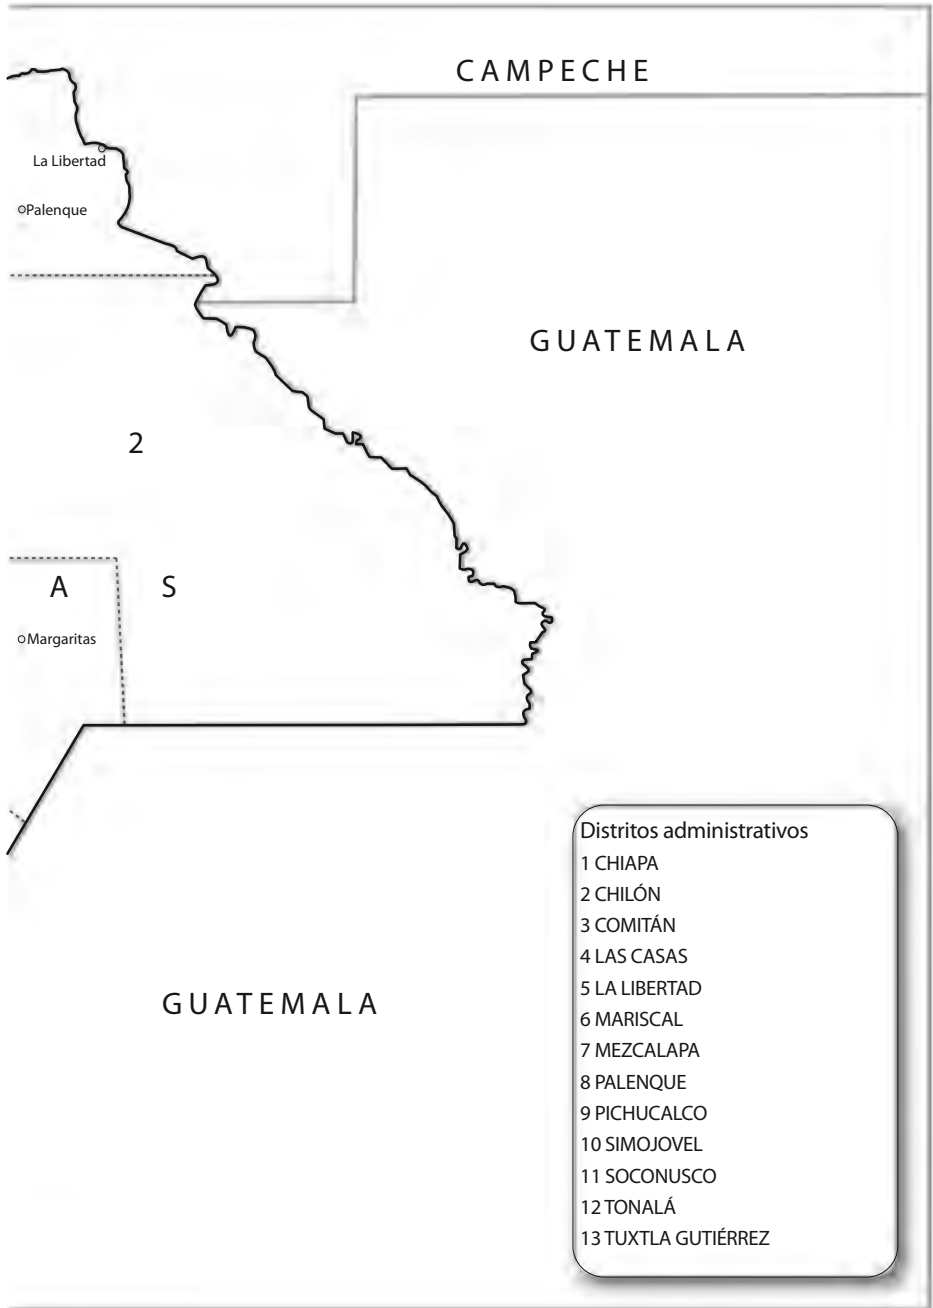 CAMPECHE
La Libertad
Palenque
GUATEMALA
2
A S
Margaritas
Distritos administrativos
1 CHIAPA
2 CHILÓN
3 COMITÁN
4 LAS CASAS
5 LA LIBERTAD
6 MARISCAL
7 MEZCALAPA
8 PALENQUE
9 PICHUCALCO
10 SIMOJOVEL
11 SOCONUSCO
12 TONALÁ
13 TUXTLA GUTIÉRREZ
GUATEMALA